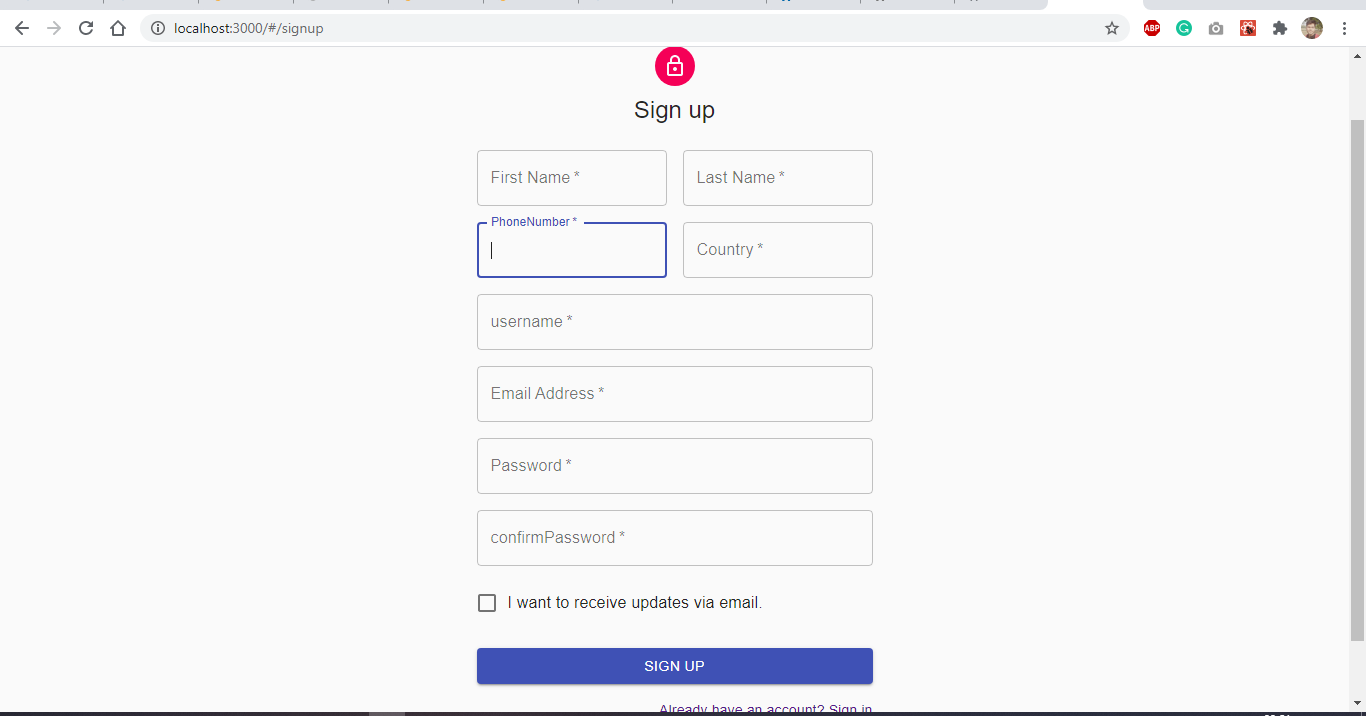 localhost:3000/#/signup
ABP
G
Sign up
First Name *
Last Name *
PhoneNumber *
Country *
username *
Email Address *
Password *
confirmPassword *
I want to receive updates via email.
SIGN UP
Already have an account? Sign in